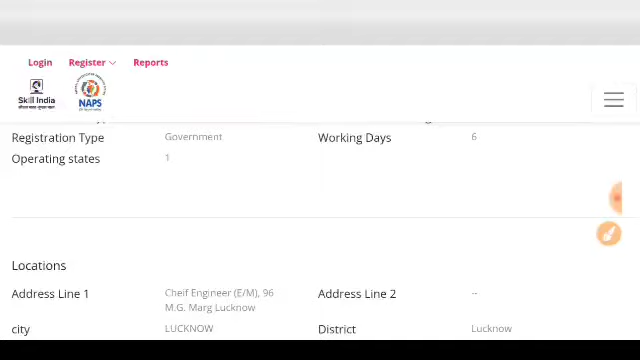 Login Register Reports
Skill India
NAPS
Registration Type Government Working Days 6
Operating states 1
Locations
Address Line 1 Cheif Engineer (E/M), 96 Address Line 2 --
M.G. Marg Lucknow
city LUCKNOW District Lucknow